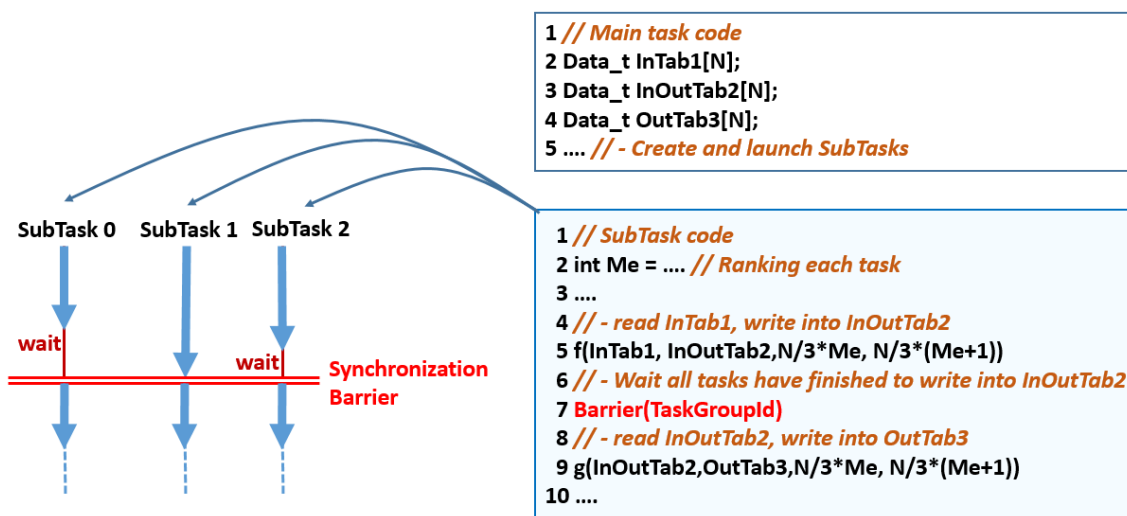 1 // Main task code
2 Data_t InTab1[N];
3 Data_t InOutTab2[N];
4 Data_t OutTab3[N];
5 .... // - Create and launch SubTasks
SubTask 0 SubTask 1 SubTask 2
wait
wait
Synchronization
Barrier
1 // SubTask code
2 int Me = .... // Ranking each task
3 ....
4 // - read InTab1, write into InOutTab2
5 f(InTab1, InOutTab2,N/3*Me, N/3*(Me+1))
6 // - Wait all tasks have finished to write into InOutTab2
7 Barrier(TaskGroupId)
8 // - read InOutTab2, write into OutTab3
9 g(InOutTab2,OutTab3,N/3*Me, N/3*(Me+1))
10 ....